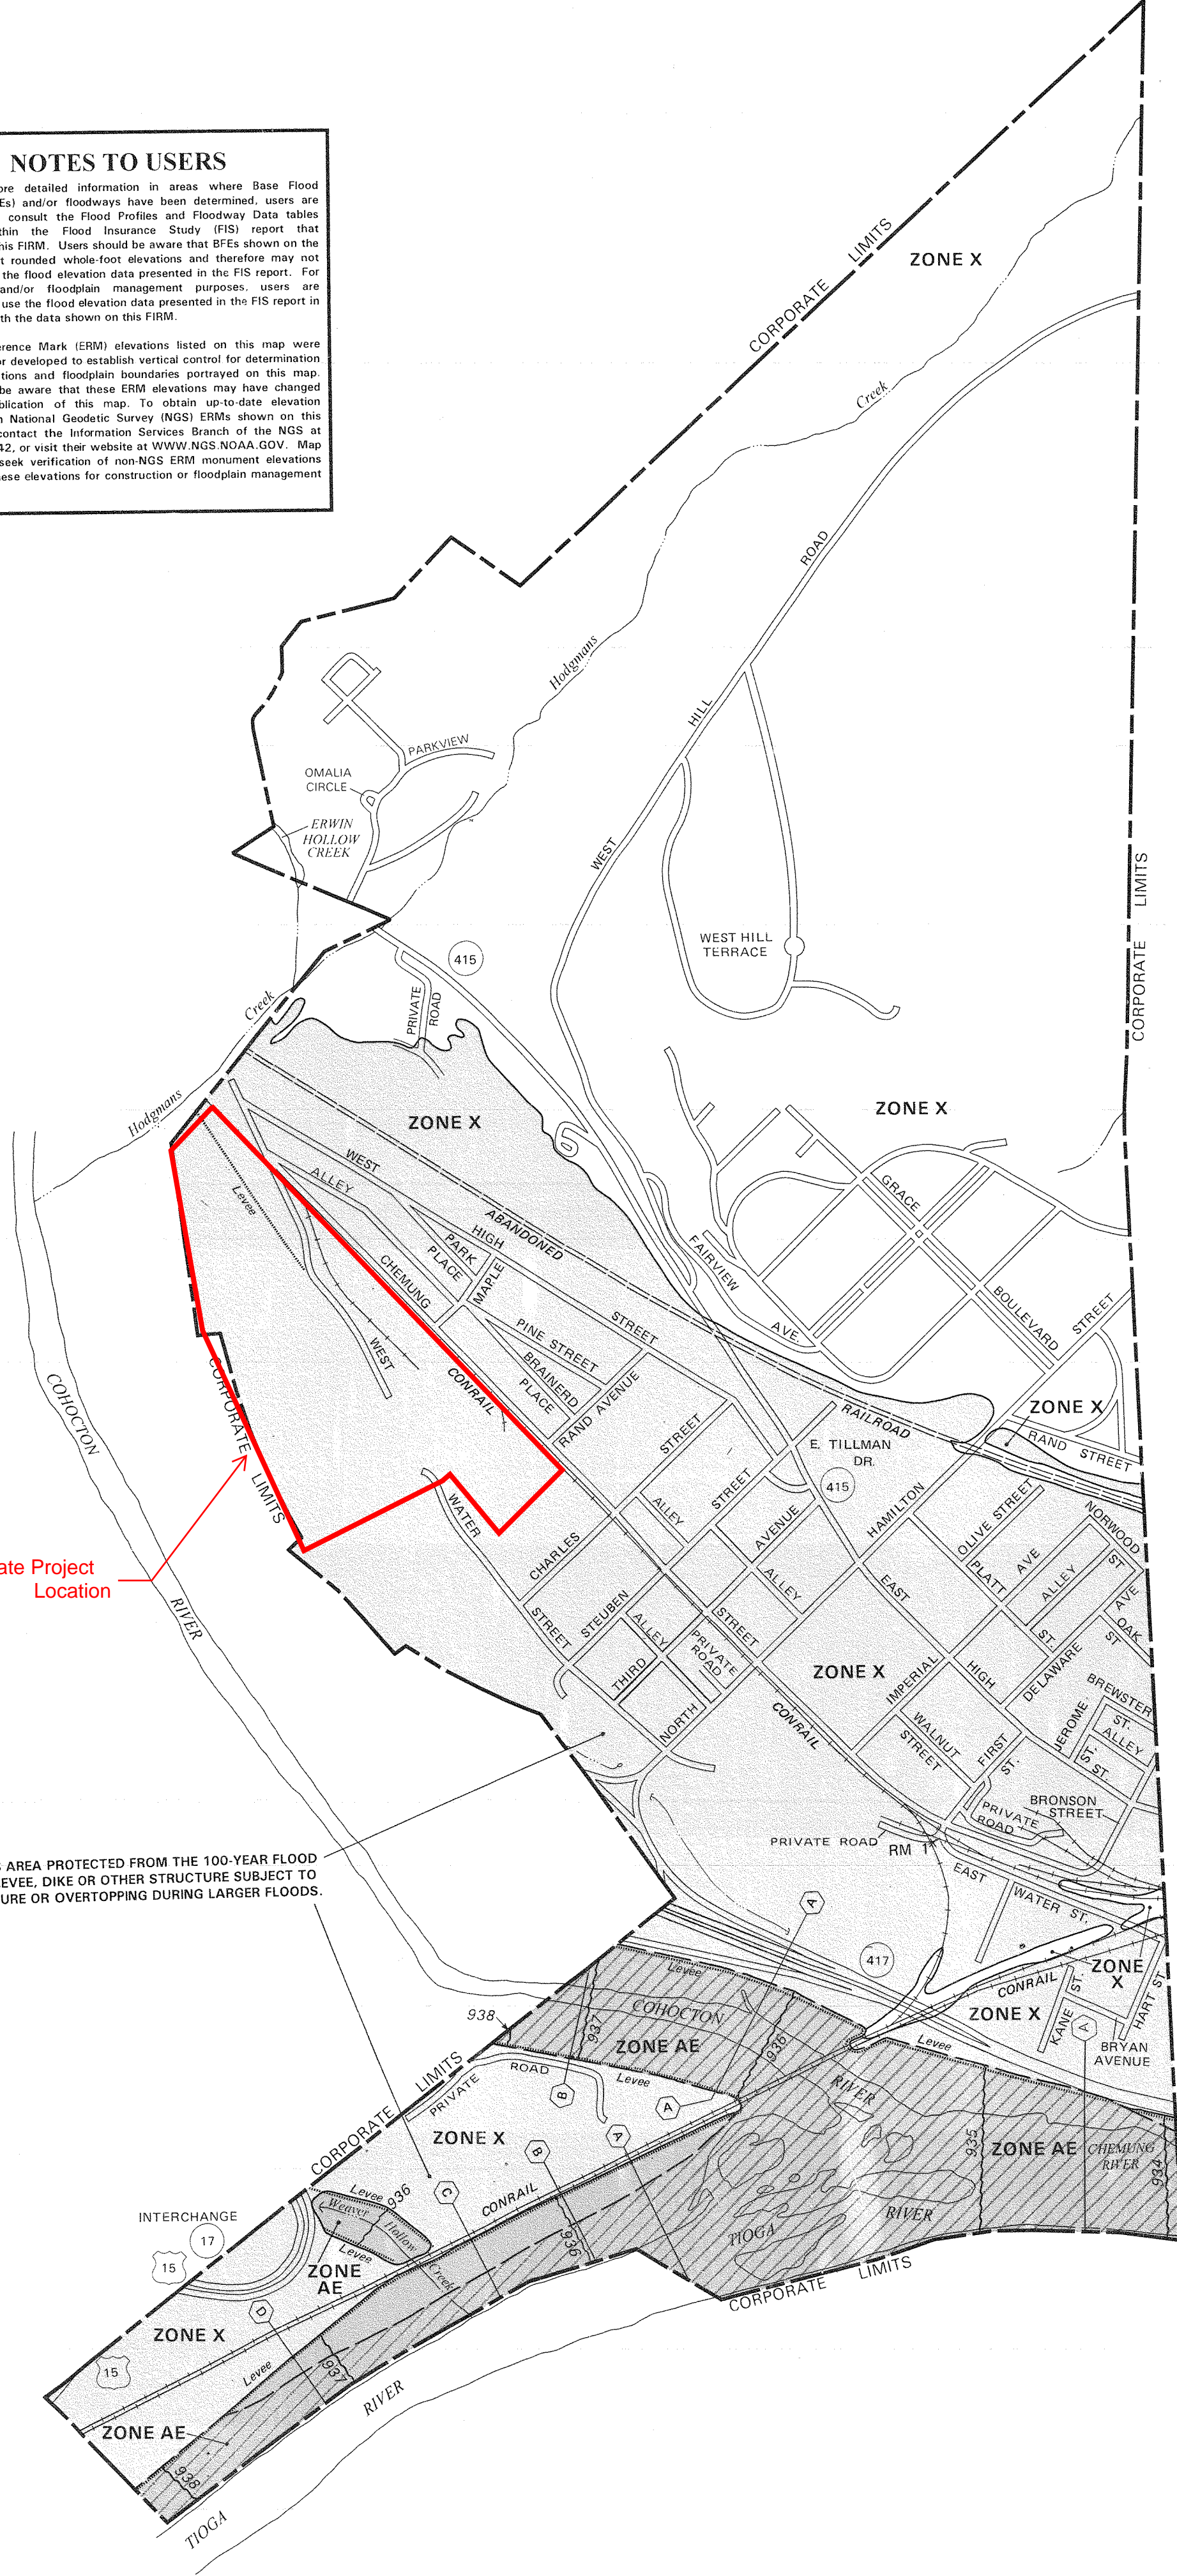 NOTES TO USERS
ore detailed information in areas where Base Flood
Es) and/or floodways have been determined, users are
consult the Flood Profiles and Floodway Data tables
thin the Flood Insurance Study (FIS) report that
his FIRM. Users should be aware that BFEs shown on the
t rounded whole-foot elevations and therefore may not
the flood elevation data presented in the FIS report. For
and/or floodplain management purposes, users are
use the flood elevation data presented in the FIS report in
th the data shown on this FIRM.
erence Mark (ERM) elevations listed on this map were
or developed to establish vertical control for determination
tions and floodplain boundaries portrayed on this map.
be aware that these ERM elevations may have changed
blication of this map. To obtain up-to-date elevation
n National Geodetic Survey (NGS) ERMs shown on this
contact the Information Services Branch of the NGS at
42, or visit their website at WWW.NGS.NOAA.GOV. Map
seek verification of non-NGS ERM monument elevations
hese elevations for construction or floodplain management
CORPORATE LIMITS
ZONE X
Creek
ROAD
Hodgmans
HILL
PARKVIEW
OMALIA
CIRCLE
ERWIN
HOLLOW
CREEK
WEST
CORPORATE LIMITS
WEST HILL
TERRACE
415
PRIVATE
ROAD
Creek
Hodgmans
ZONE X
ZONE X
WEST
ALLEY
Levee
GRACE
ABANDONED
HIGH
PARK
PLACE
MAPLE
CHEMUNG
FAIRVIEW
AVE.
BOULEVARD
STREET
STREET
PINE STREET
BRAINERD
PLACE
WEST
CONRAIL
RAND AVENUE
COHOCTON
CORPORATE LIMITS
RAILROAD
ZONE X
RAND STREET
STREET
E. TILLMAN
DR.
415
WATER
ALLEY
STREET
AVENUE
HAMILTON
OLIVE STREET
NORWOOD
ST
CHARLES
ALLEY
EAST
PLATT
AVE
ALLEY
AVE
OAK
ST
ate Project
Location
RIVER
STREET
STEUBEN
ALLEY
STREET
PRIVATE
ROAD
THIRD
ST.
DELAWARE
ZONE X
IMPERIAL
HIGH
BREWSTER
ST.
ALLEY
NORTH
CONRAIL
WALNUT
STREET
FIRST
ST.
JEROME
ST.
ST.
BRONSON
STREET
PRIVATE
ROAD
PRIVATE ROAD
RM 1
EAST
WATER ST.
S AREA PROTECTED FROM THE 100-YEAR FLOOD
LEVEE, DIKE OR OTHER STRUCTURE SUBJECT TO
URE OR OVERTOPPING DURING LARGER FLOODS.
A
417
Levee
CONRAIL
ZONE
X
ZONE X
KANE ST.
HART ST
A
BRYAN
AVENUE
938
937
COHOCTON
ZONE AE
936
Levee
RIVER
ROAD
PRIVATE
Levee
B
A
CORPORATE LIMITS
ZONE X
B
A
935
ZONE AE
CHEMUNG
RIVER
934
C
CONRAIL
Levee
936
Weaver
Hollow
Creek
Levee
INTERCHANGE
17
15
ZONE
AE
936
TIOGA
RIVER
CORPORATE LIMITS
D
ZONE X
15
Levee
937
RIVER
ZONE AE
938
TIOGA